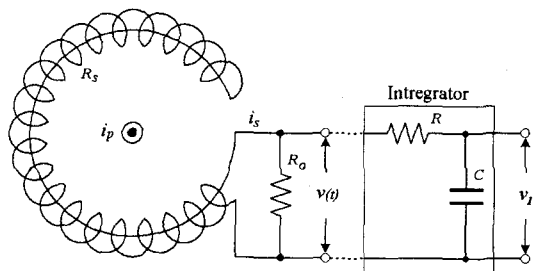 R_S
i_p
i_s
R_o
v(t)
Intregrator
R
C
v_I